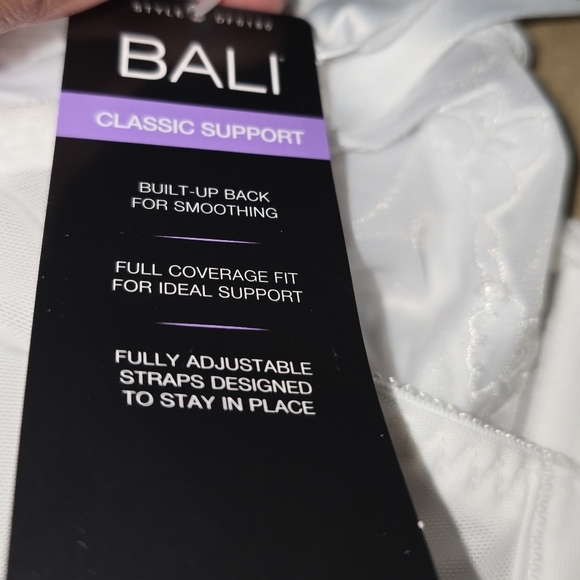 STYLE
BALI
CLASSIC SUPPORT
BUILT-UP BACK
FOR SMOOTHING
FULL COVERAGE FIT
FOR IDEAL SUPPORT
FULLY ADJUSTABLE
STRAPS DESIGNED
TO STAY IN PLACE